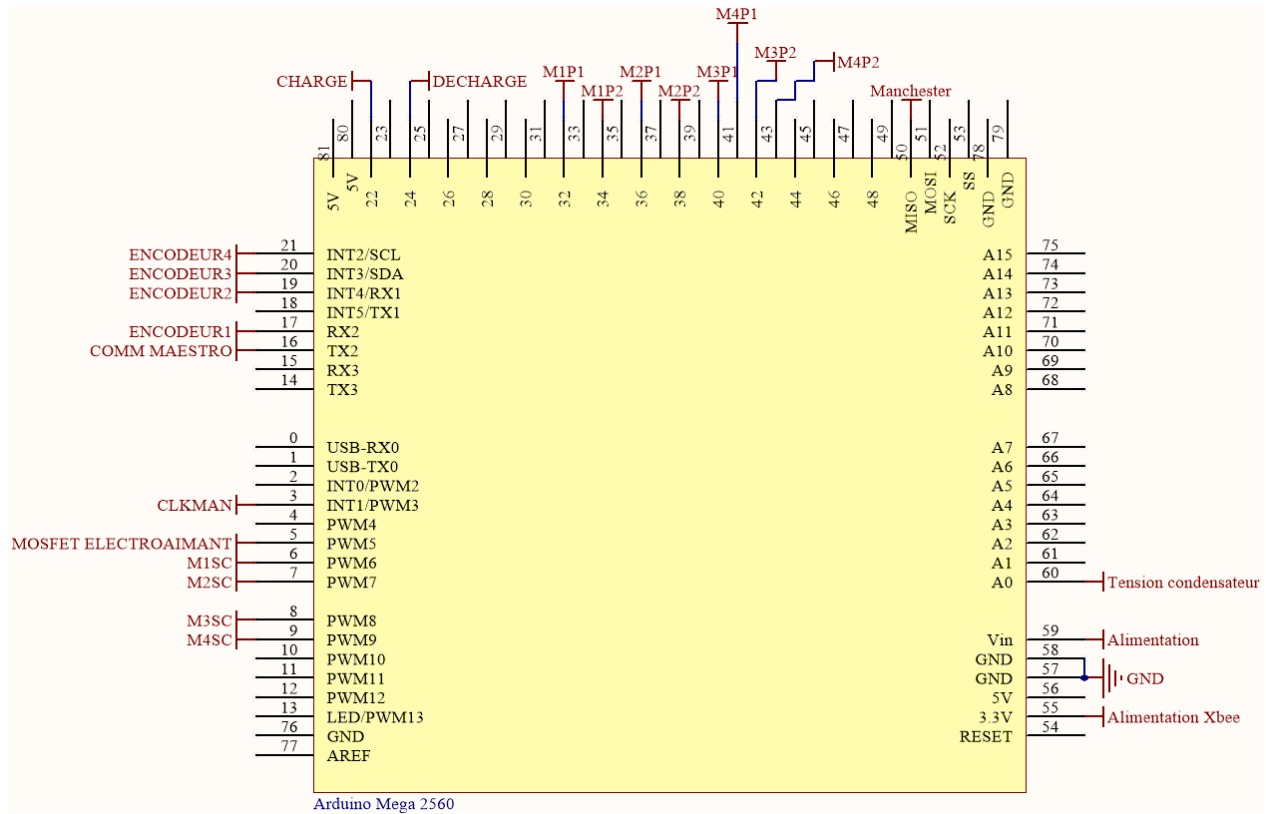 M4P1
M3P2
M4P2
CHARGE
DECHARGE
M1P1
M1P2
M2P1
M2P2
M3P1
Manchester
81 80 23 25 27 29 31 33 35 37 39 41 43 45 47 49 50 51 52 53 78 79
5V 5V 22 24 26 28 30 32 34 36 38 40 42 44 46 48 MISO MOSI SCK SS GND GND
ENCODEUR4 21 INT2/SCL
ENCODEUR3 20 INT3/SDA
ENCODEUR2 19 INT4/RX1
18 INT5/TX1
ENCODEUR1 17 RX2
COMM MAESTRO 16 TX2
15 RX3
14 TX3
0 USB-RX0
1 USB-TX0
2 INT0/PWM2
CLKMAN 3 INT1/PWM3
4 PWM4
MOSFET ELECTROAIMANT 5 PWM5
M1SC 6 PWM6
M2SC 7 PWM7
M3SC 8 PWM8
M4SC 9 PWM9
10 PWM10
11 PWM11
12 PWM12
13 LED/PWM13
76 GND
77 AREF
A15 75
A14 74
A13 73
A12 72
A11 71
A10 70
A9 69
A8 68
A7 67
A6 66
A5 65
A4 64
A3 63
A2 62
A1 61
A0 60 Tension condensateur
Vin 59 Alimentation
GND 58
GND 57 GND
5V 56
3.3V 55 Alimentation Xbee
RESET 54
Arduino Mega 2560